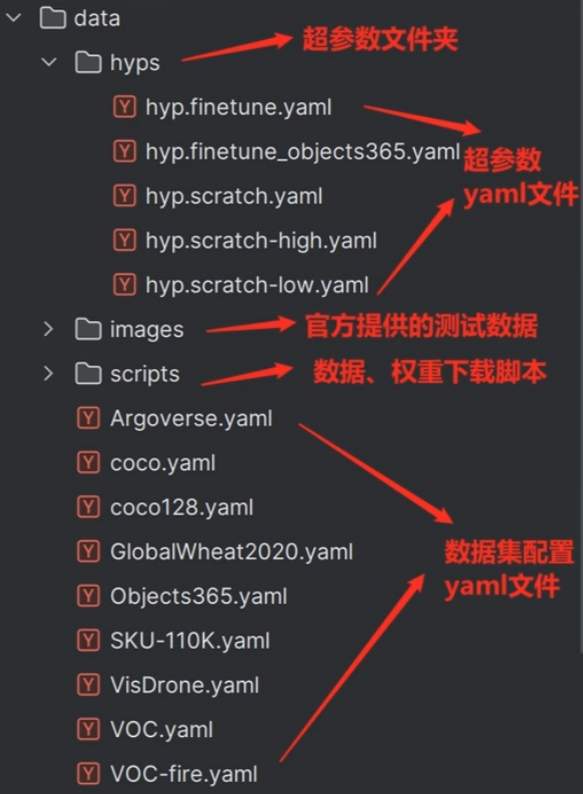 data
hyps
超参数文件夹
hyp.finetune.yaml
hyp.finetune_objects365.yaml
超参数
yaml文件
hyp.scratch.yaml
hyp.scratch-high.yaml
hyp.scratch-low.yaml
images
官方提供的测试数据
scripts
数据、权重下载脚本
Argoverse.yaml
coco.yaml
coco128.yaml
GlobalWheat2020.yaml
数据集配置
yaml文件
Objects365.yaml
SKU-110K.yaml
VisDrone.yaml
VOC.yaml
VOC-fire.yaml